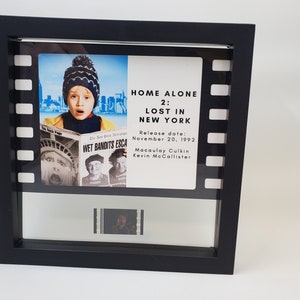 HOME ALONE
2:
LOST IN
NEW YORK
Release date:
November 20, 1992
Macaulay Culkin
Kevin McCallister
WET BANDITS ESCA